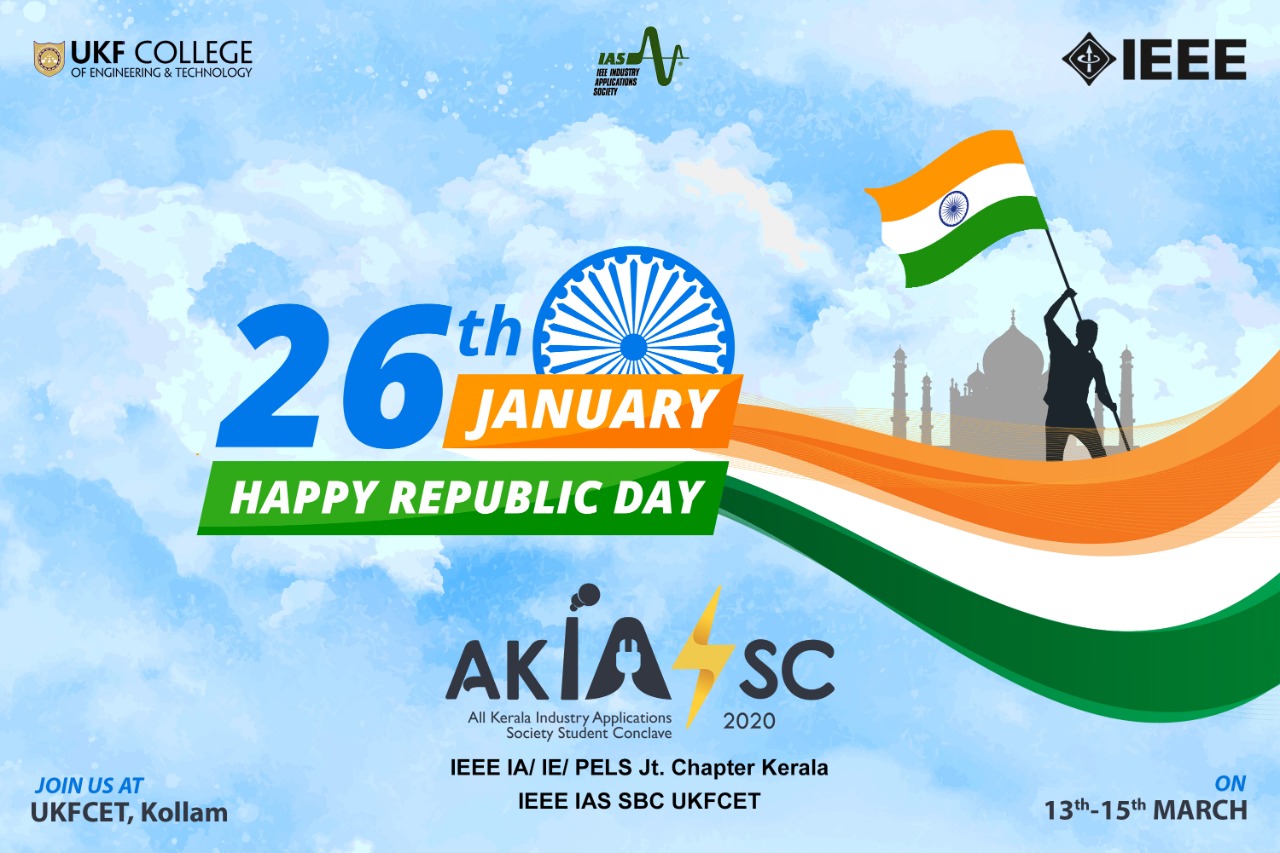 UKF COLLEGE
OF ENGINEERING & TECHNOLOGY
IAS
IEEE INDUSTRY
APPLICATIONS
SOCIETY
IEEE
26th
JANUARY
HAPPY REPUBLIC DAY
AKIASSC
All Kerala Industry Applications
Society Student Conclave
2020
IEEE IA/ IE/ PELS Jt. Chapter Kerala
IEEE IAS SBC UKFCET
JOIN US AT
UKFCET, Kollam
ON
13th-15th MARCH